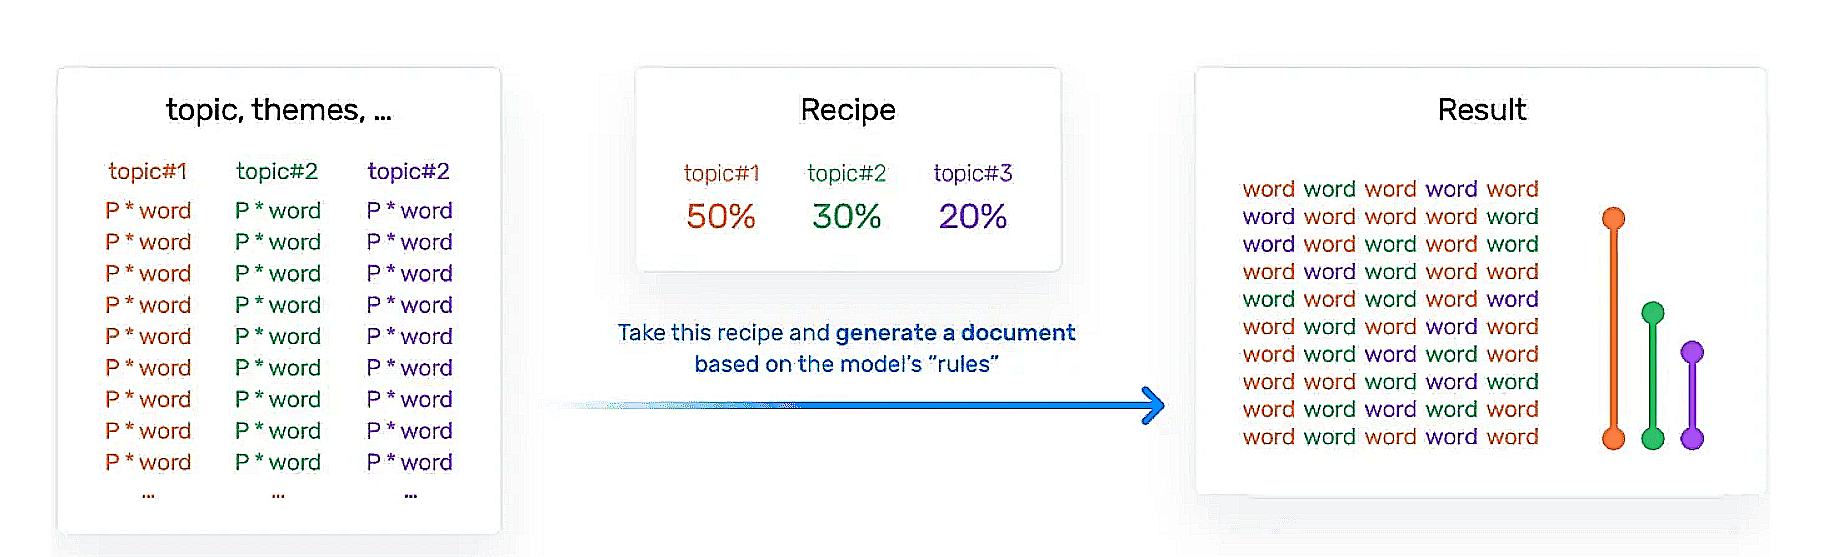 topic, themes, ...
topic#1 topic#2 topic#2
P * word P * word P * word
P * word P * word P * word
P * word P * word P * word
P * word P * word P * word
P * word P * word P * word
P * word P * word P * word
P * word P * word P * word
P * word P * word P * word
P * word P * word P * word
... ... ...
Recipe
topic#1 topic#2 topic#3
50% 30% 20%
Take this recipe and generate a document
based on the model's “rules”
Result
word word word word word
word word word word word
word word word word word
word word word word word
word word word word word
word word word word word
word word word word word
word word word word word
word word word word word
word word word word word